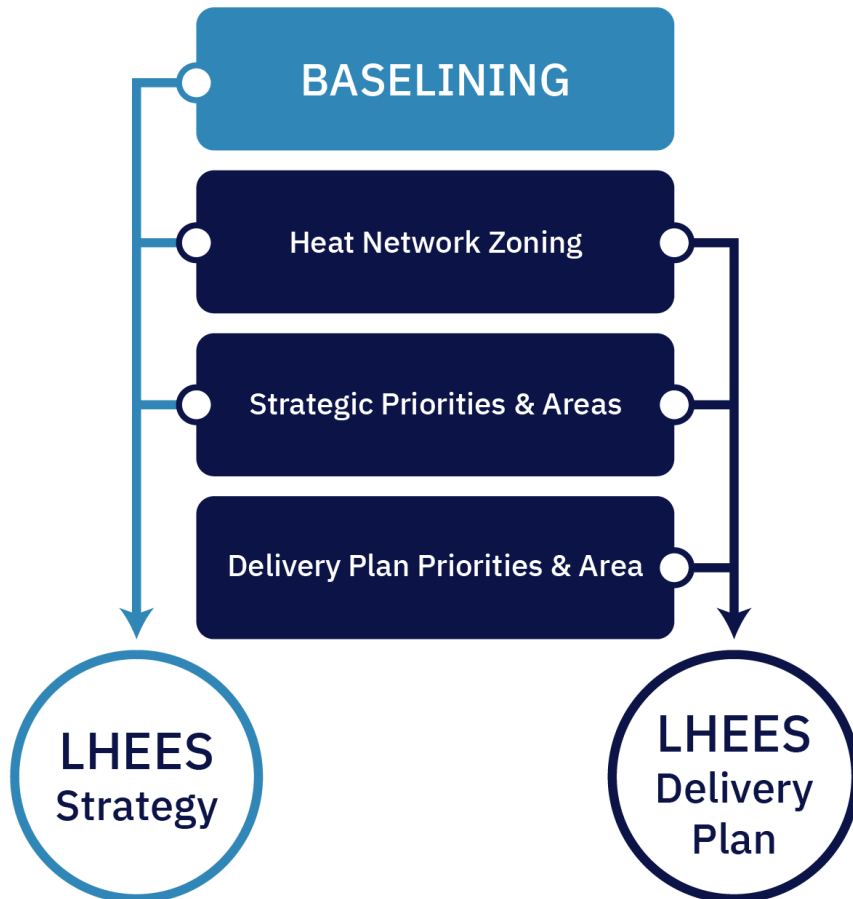 BASELINING
Heat Network Zoning
Strategic Priorities & Areas
Delivery Plan Priorities & Area
LHEES
Strategy
LHEES
Delivery
Plan